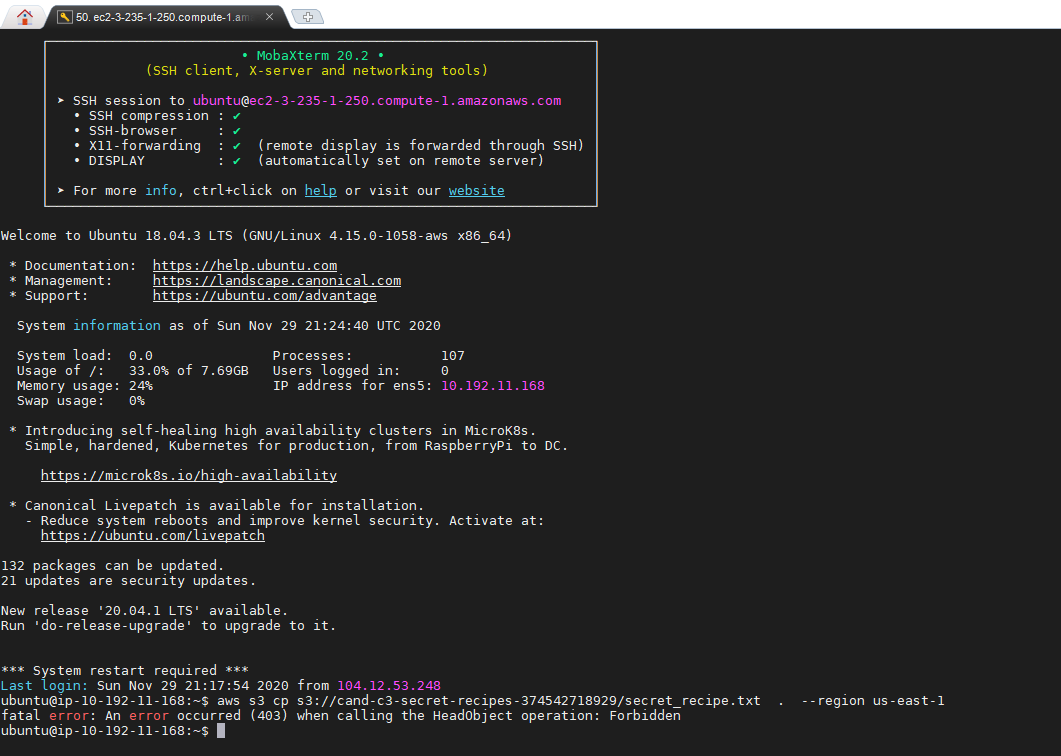 50. ec2-3-235-1-250.compute-1.am
• MobaXterm 20.2 •
(SSH client, X-server and networking tools)
➤ SSH session to ubuntu@ec2-3-235-1-250.compute-1.amazonaws.com
• SSH compression : ✔
• SSH-browser     : ✔
• X11-forwarding  : ✔  (remote display is forwarded through SSH)
• DISPLAY         : ✔  (automatically set on remote server)
➤ For more info, ctrl+click on help or visit our website
Welcome to Ubuntu 18.04.3 LTS (GNU/Linux 4.15.0-1058-aws x86_64)
* Documentation:  https://help.ubuntu.com
* Management:     https://landscape.canonical.com
* Support:        https://ubuntu.com/advantage
System information as of Sun Nov 29 21:24:40 UTC 2020
System load:  0.0               Processes:           107
Usage of /:   33.0% of 7.69GB   Users logged in:     0
Memory usage: 24%               IP address for ens5: 10.192.11.168
Swap usage:   0%
* Introducing self-healing high availability clusters in MicroK8s.
Simple, hardened, Kubernetes for production, from RaspberryPi to DC.
https://microk8s.io/high-availability
* Canonical Livepatch is available for installation.
- Reduce system reboots and improve kernel security. Activate at:
https://ubuntu.com/livepatch
132 packages can be updated.
21 updates are security updates.
New release '20.04.1 LTS' available.
Run 'do-release-upgrade' to upgrade to it.
*** System restart required ***
Last login: Sun Nov 29 21:17:54 2020 from 104.12.53.248
ubuntu@ip-10-192-11-168:~$ aws s3 cp s3://cand-c3-secret-recipes-374542718929/secret_recipe.txt  .  --region us-east-1
fatal error: An error occurred (403) when calling the HeadObject operation: Forbidden
ubuntu@ip-10-192-11-168:~$